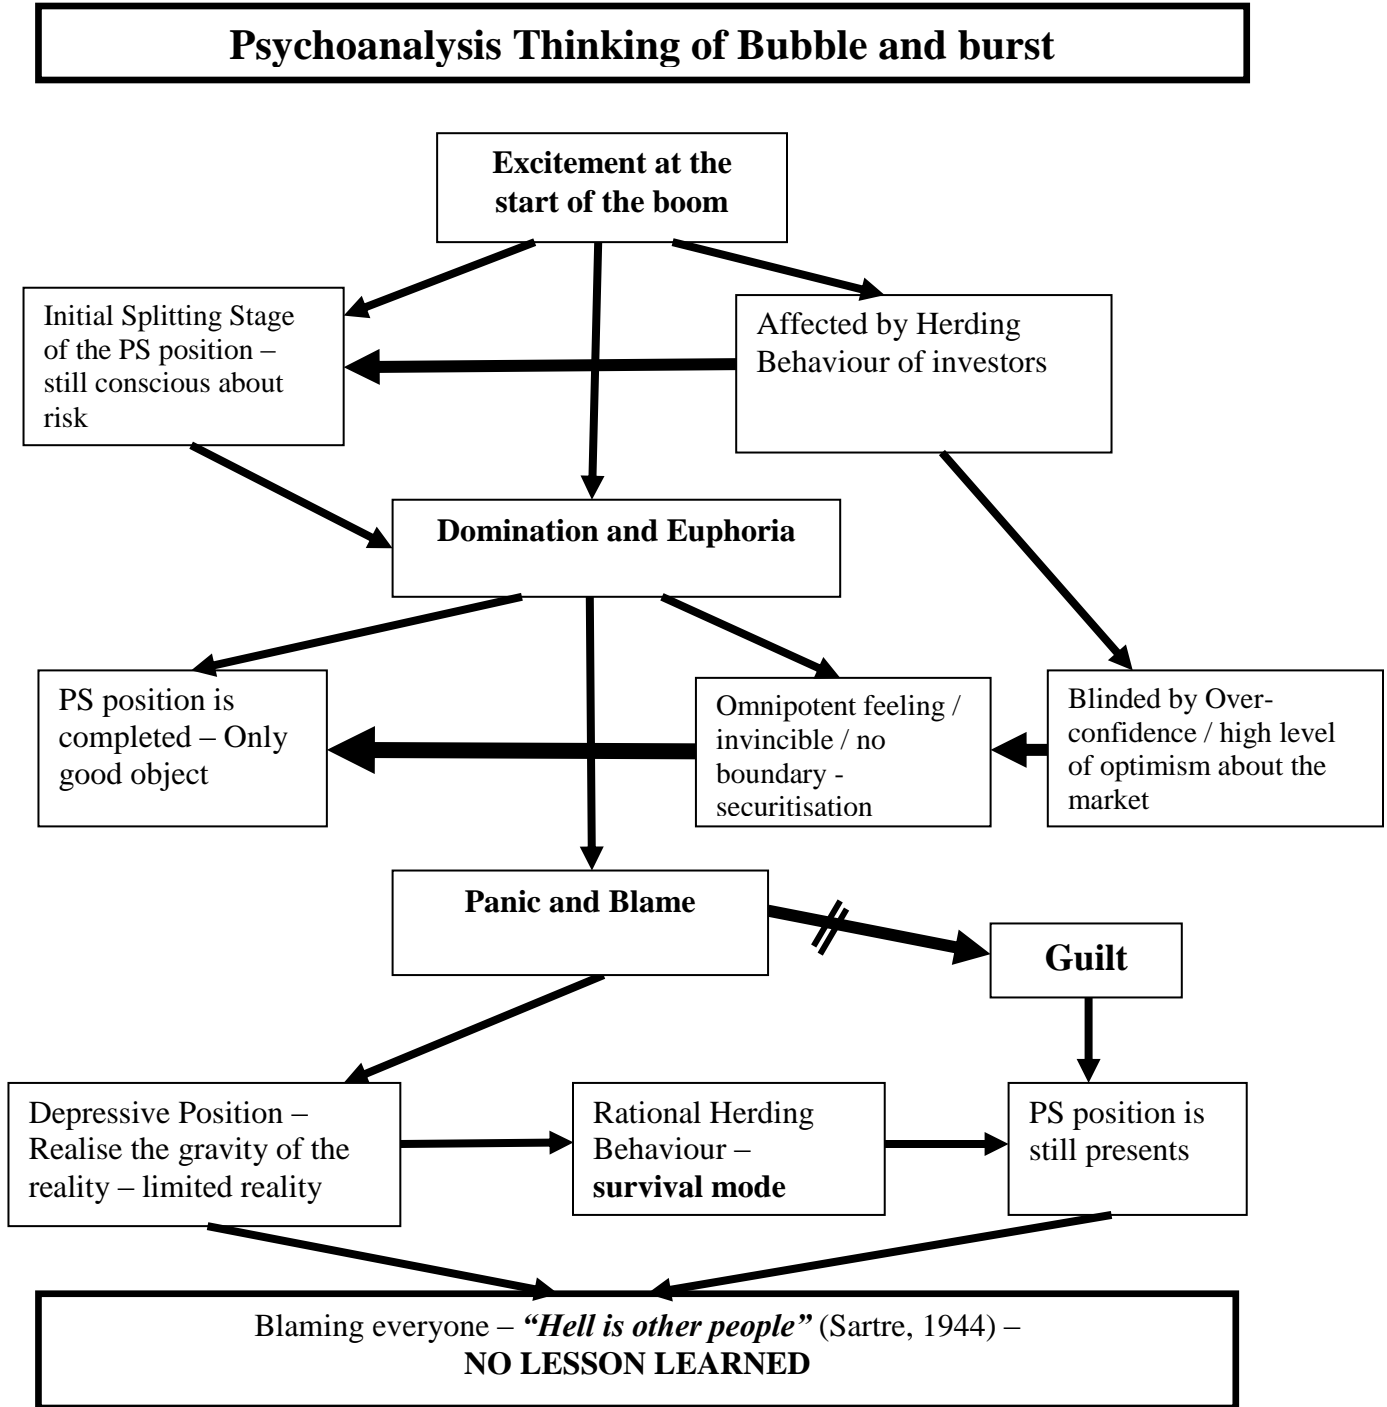 Psychoanalysis Thinking of Bubble and burst
Excitement at the
start of the boom
Initial Splitting Stage
of the PS position –
still conscious about
risk
Affected by Herding
Behaviour of investors
Domination and Euphoria
PS position is
completed – Only
good object
Omnipotent feeling /
invincible / no
boundary -
securitisation
Blinded by Over-
confidence / high level
of optimism about the
market
Panic and Blame
Guilt
Depressive Position –
Realise the gravity of the
reality – limited reality
Rational Herding
Behaviour –
survival mode
PS position is
still presents
Blaming everyone – “Hell is other people” (Sartre, 1944) –
NO LESSON LEARNED